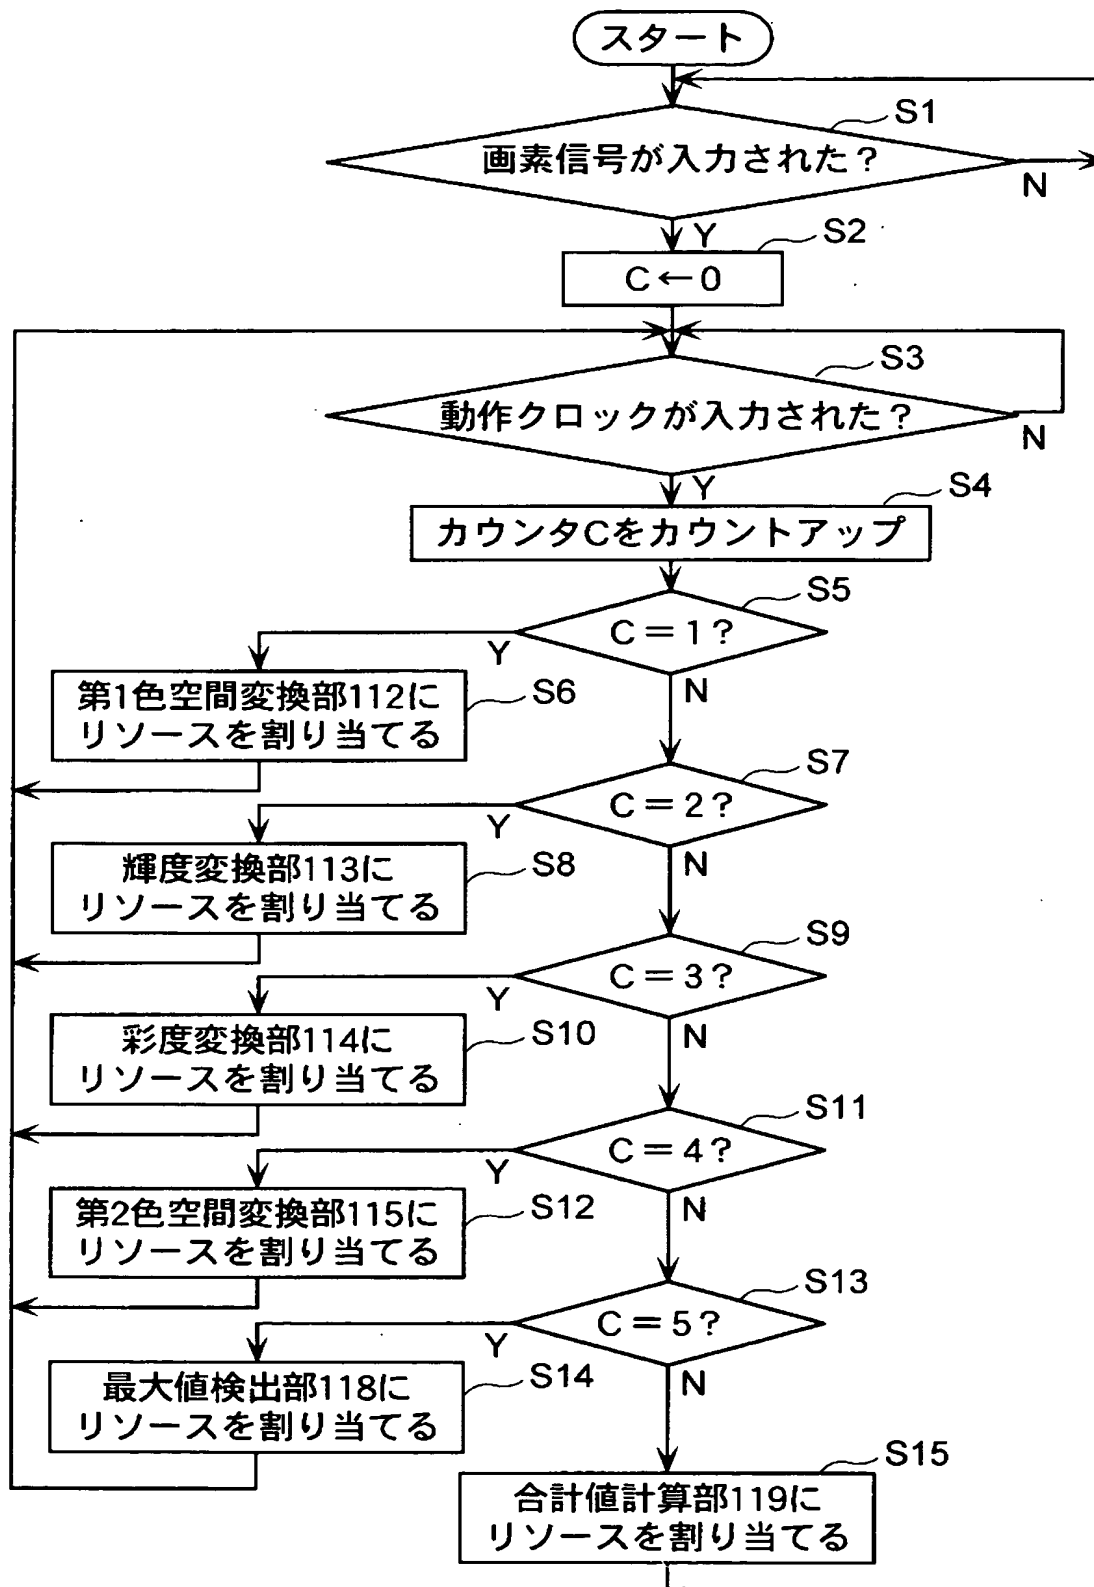 スタート
S1
画素信号が入力された？
N
Y
S2
C←0
S3
動作クロックが入力された？
N
Y
S4
カウンタCをカウントアップ
S5
C＝1？
Y
N
第1色空間変換部112に
リソースを割り当てる
S6
S7
C＝2？
Y
N
輝度変換部113に
リソースを割り当てる
S8
S9
C＝3？
Y
N
彩度変換部114に
リソースを割り当てる
S10
S11
C＝4？
Y
N
第2色空間変換部115に
リソースを割り当てる
S12
S13
C＝5？
Y
N
最大値検出部118に
リソースを割り当てる
S14
S15
合計値計算部119に
リソースを割り当てる